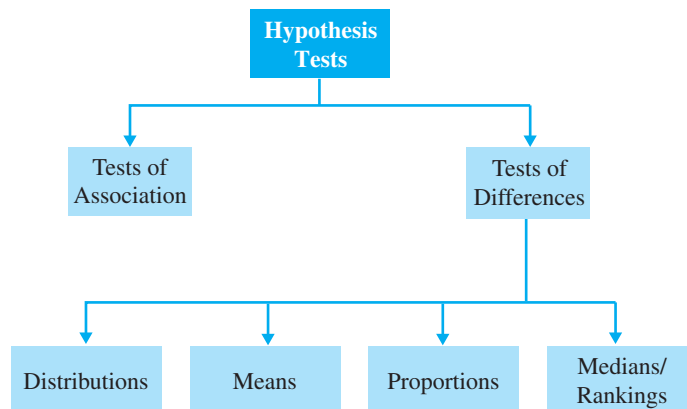 Hypothesis
Tests
Tests of
Association
Tests of
Differences
Distributions
Means
Proportions
Medians/
Rankings